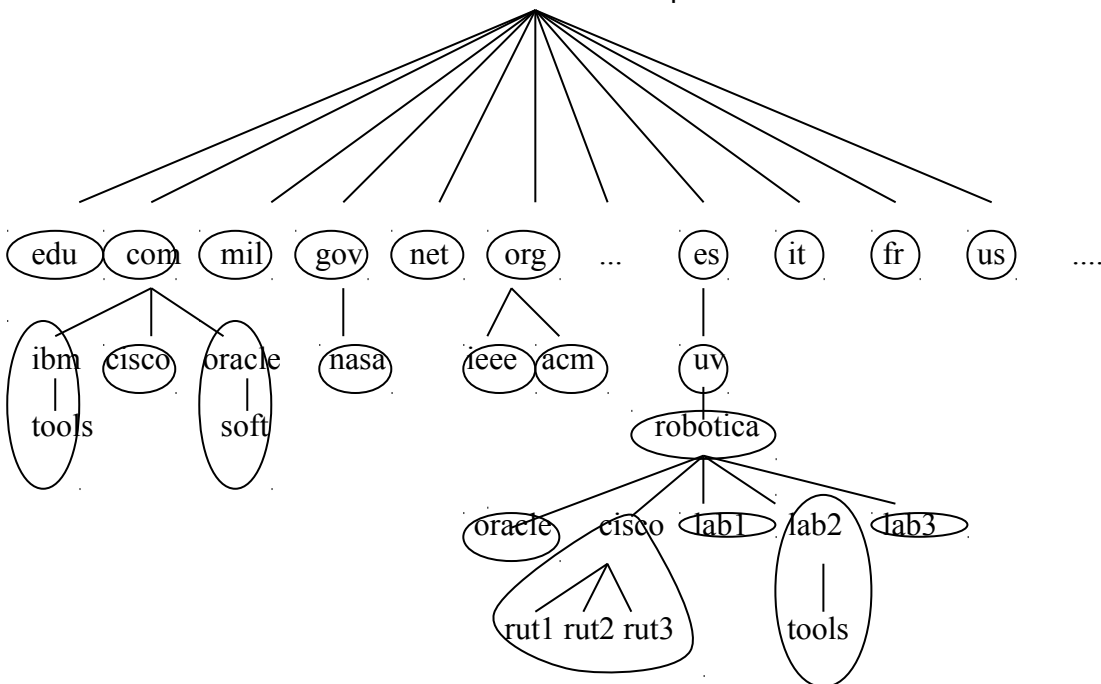 edu com mil gov net org ... es it fr us ....
ibm cisco oracle nasa ieee acm uv
tools soft robotica
oracle cisco lab1 lab2 lab3
rut1 rut2 rut3 tools